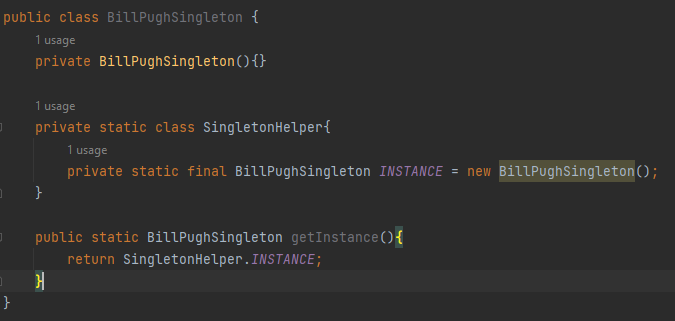 public class BillPughSingleton {
1 usage
private BillPughSingleton(){}
1 usage
private static class SingletonHelper{
1 usage
private static final BillPughSingleton INSTANCE = new BillPughSingleton();
}
public static BillPughSingleton getInstance(){
return SingletonHelper.INSTANCE;
}
}